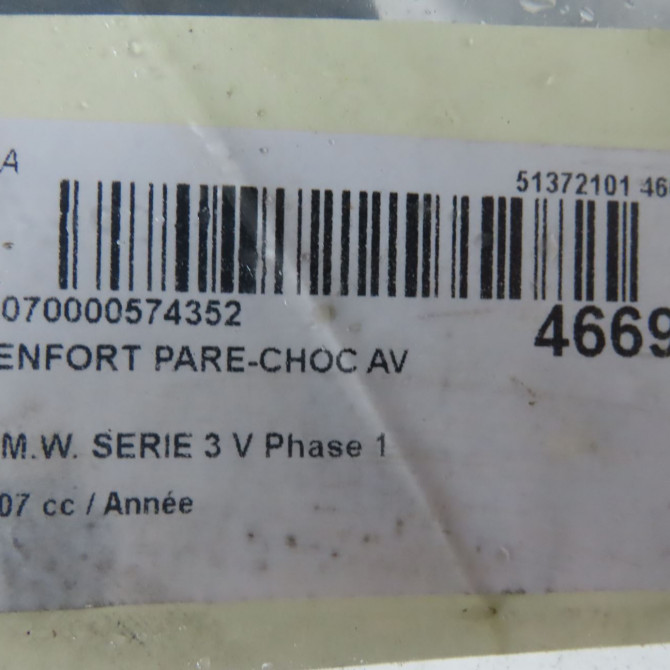 A
51372101 46
070000574352
4669
ENFORT PARE-CHOC AV
M.W. SERIE 3 V Phase 1
07 cc / Année